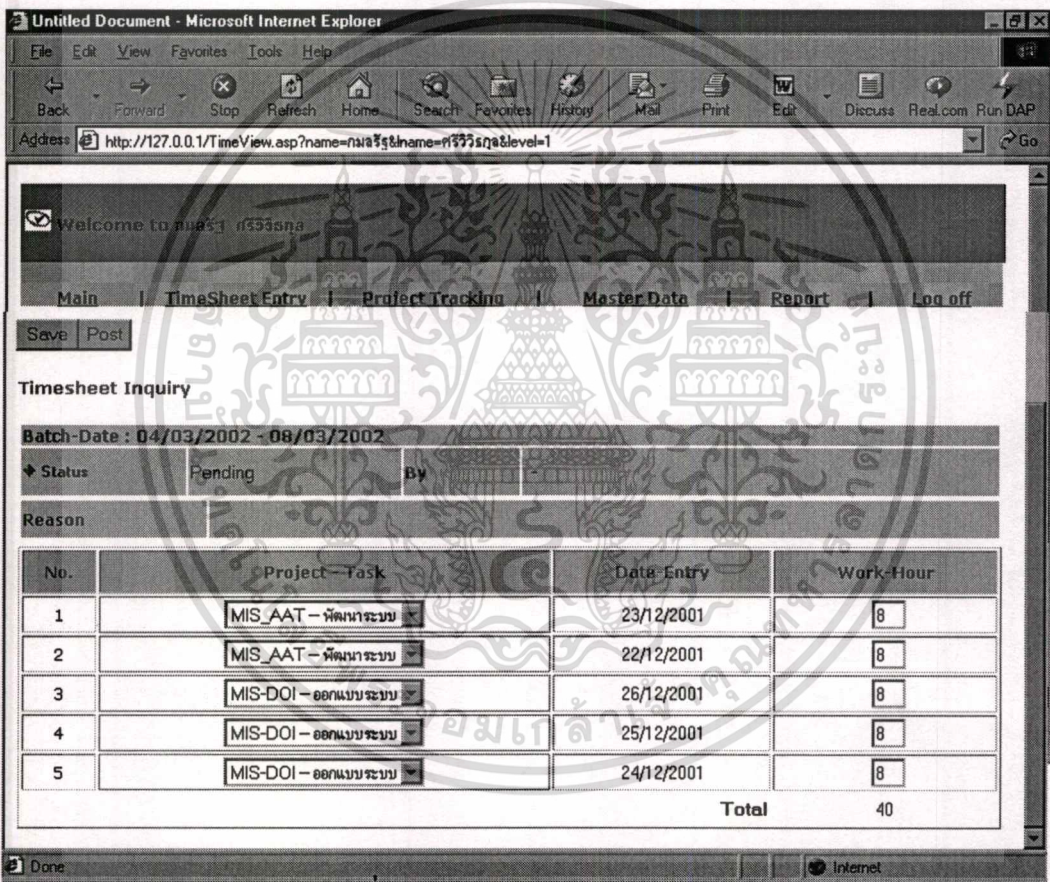 Untitled Document - Microsoft Internet Explorer
File Edit View Favorites Tools Help
Back Forward Stop Refresh Home Search Favorites History Mail Print Edit Discuss Real.com Run DAP
Address http://127.0.0.1/TimeView.asp?name=กมลรัฐ&lname=ศรีวิริกุล&level=1 Go
Welcome to
Main | TimeSheet Entry | Project Tracking | Master Data | Report | Log off
Save Post
Timesheet Inquiry
Batch-Date : 04/03/2002 - 08/03/2002
Status Pending By -
Reason
No. Project - Task Date Entry Work-Hour
1 MIS_AAT – พัฒนาระบบ 23/12/2001 8
2 MIS_AAT – พัฒนาระบบ 22/12/2001 8
3 MIS-DOI – ออกแบบระบบ 26/12/2001 8
4 MIS-DOI – ออกแบบระบบ 25/12/2001 8
5 MIS-DOI – ออกแบบระบบ 24/12/2001 8
Total 40
Done Internet